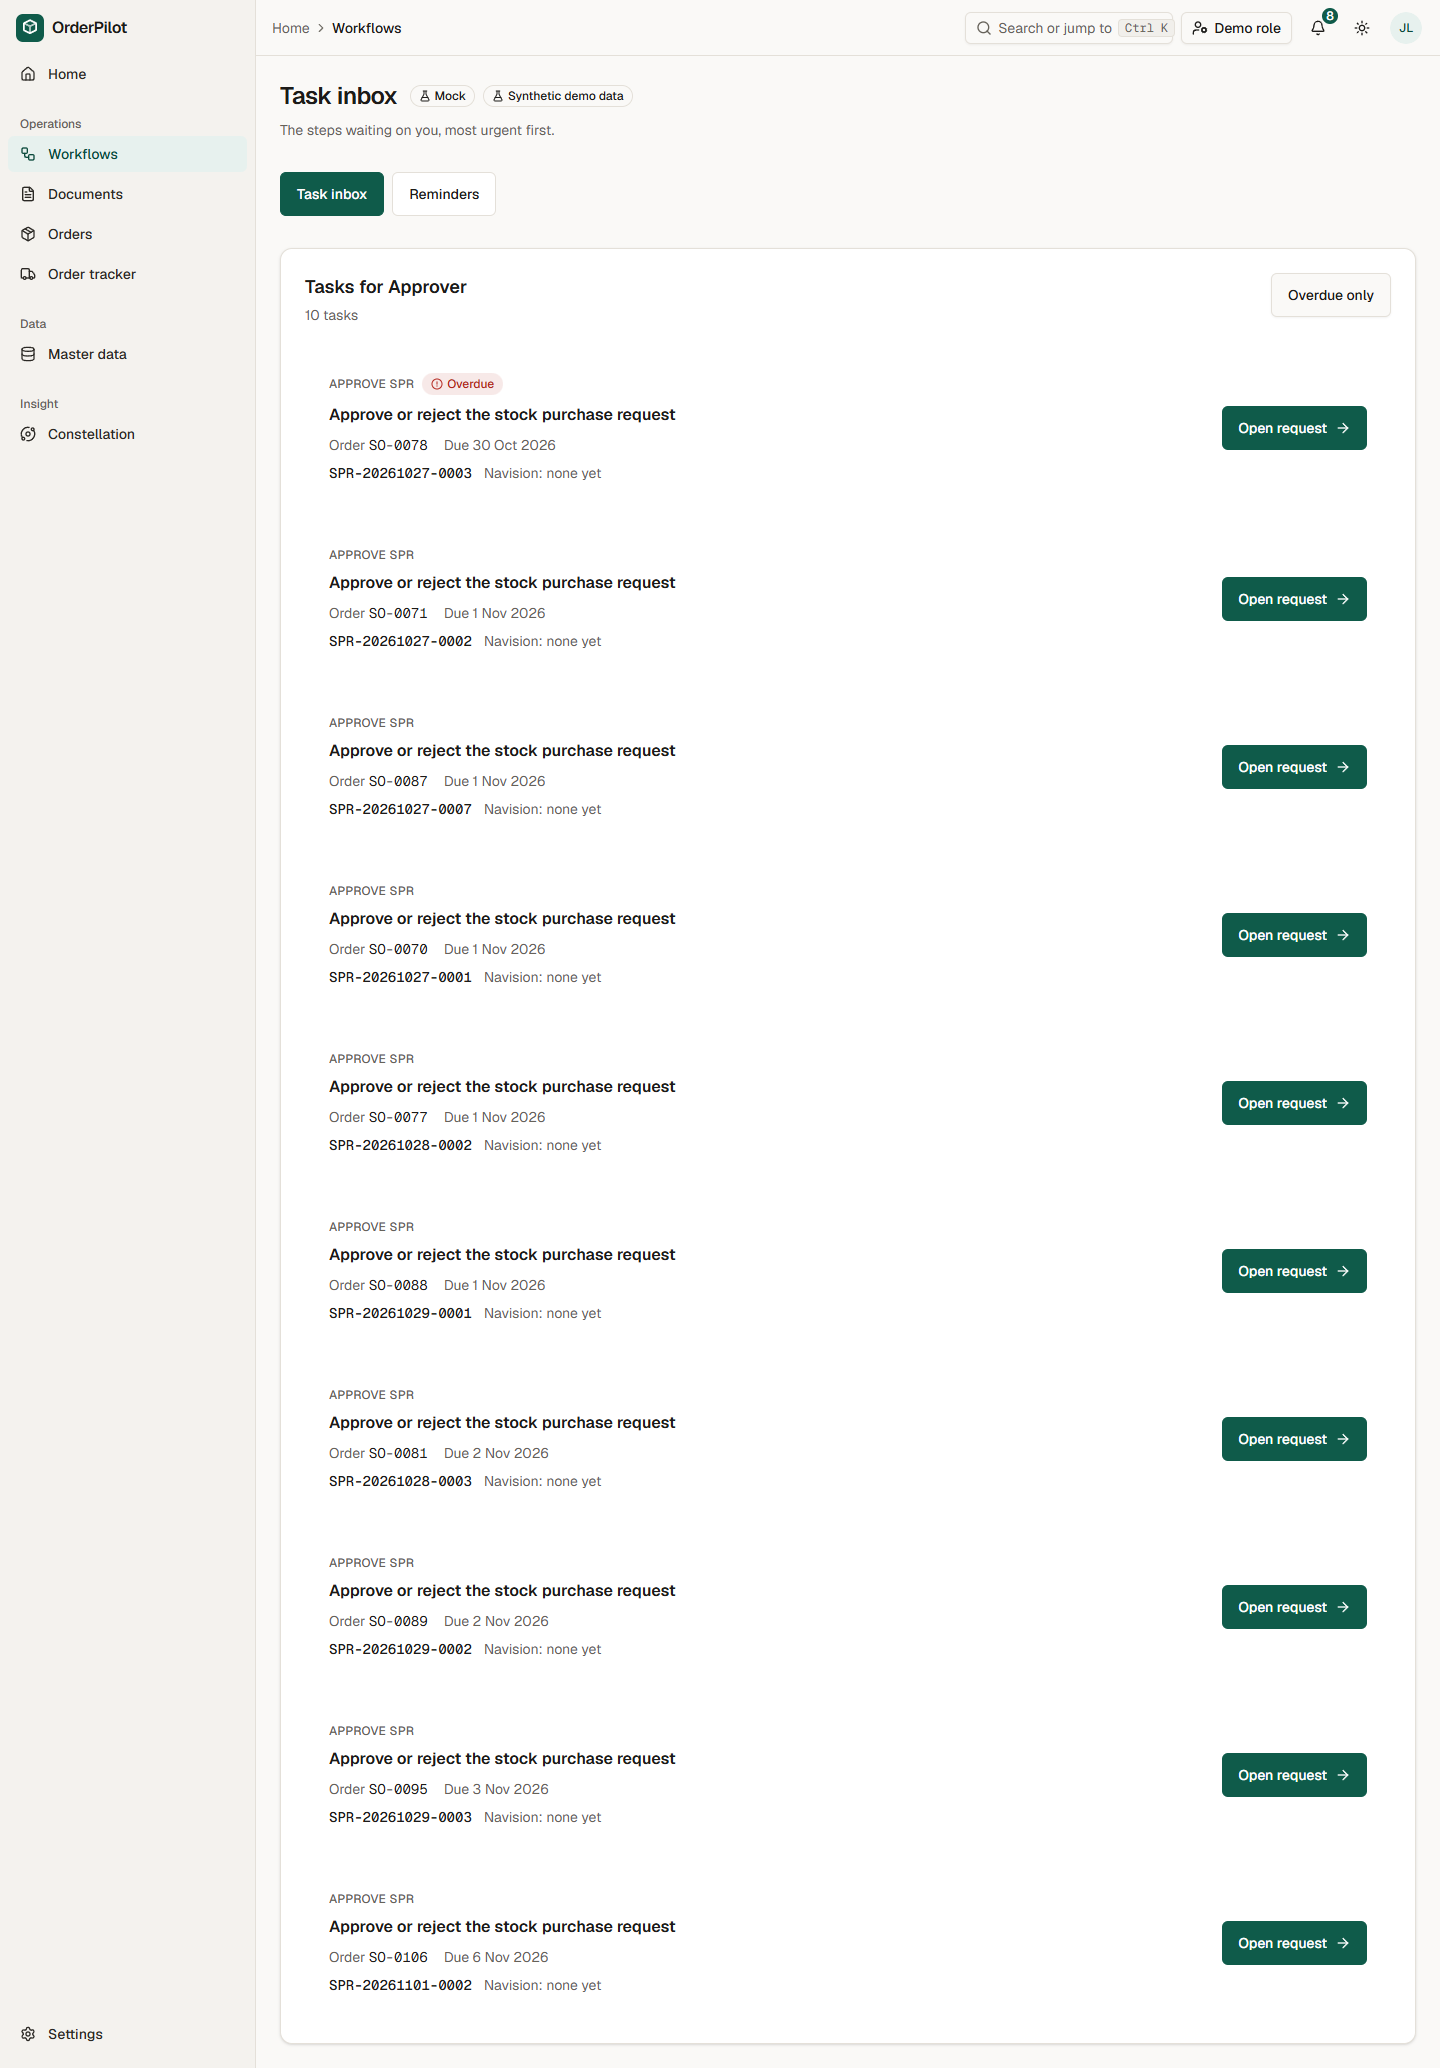 OrderPilot
Home
Operations
Workflows
Documents
Orders
Order tracker
Data
Master data
Insight
Constellation
Settings
Home > Workflows
Search or jump to Ctrl K
Demo role
8
JL
Task inbox
Mock
Synthetic demo data
The steps waiting on you, most urgent first.
Task inbox
Reminders
Tasks for Approver
10 tasks
Overdue only
APPROVE SPR Overdue
Approve or reject the stock purchase request
Order SO-0078 Due 30 Oct 2026
SPR-20261027-0003 Navision: none yet
Open request
APPROVE SPR
Approve or reject the stock purchase request
Order SO-0071 Due 1 Nov 2026
SPR-20261027-0002 Navision: none yet
Open request
APPROVE SPR
Approve or reject the stock purchase request
Order SO-0087 Due 1 Nov 2026
SPR-20261027-0007 Navision: none yet
Open request
APPROVE SPR
Approve or reject the stock purchase request
Order SO-0070 Due 1 Nov 2026
SPR-20261027-0001 Navision: none yet
Open request
APPROVE SPR
Approve or reject the stock purchase request
Order SO-0077 Due 1 Nov 2026
SPR-20261028-0002 Navision: none yet
Open request
APPROVE SPR
Approve or reject the stock purchase request
Order SO-0088 Due 1 Nov 2026
SPR-20261029-0001 Navision: none yet
Open request
APPROVE SPR
Approve or reject the stock purchase request
Order SO-0081 Due 2 Nov 2026
SPR-20261028-0003 Navision: none yet
Open request
APPROVE SPR
Approve or reject the stock purchase request
Order SO-0089 Due 2 Nov 2026
SPR-20261029-0002 Navision: none yet
Open request
APPROVE SPR
Approve or reject the stock purchase request
Order SO-0095 Due 3 Nov 2026
SPR-20261029-0003 Navision: none yet
Open request
APPROVE SPR
Approve or reject the stock purchase request
Order SO-0106 Due 6 Nov 2026
SPR-20261101-0002 Navision: none yet
Open request